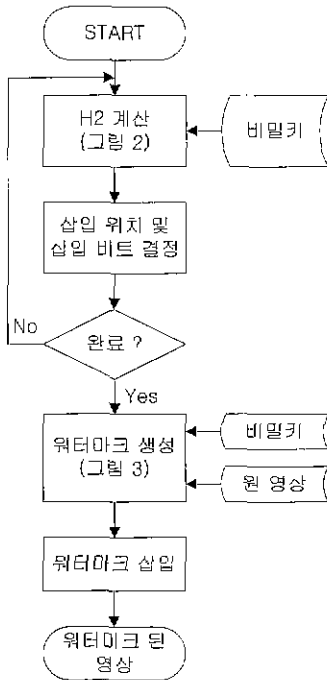 START
H2 계산
(그림 2)
비밀키
삽입 위치 및
삽입 비트 결정
No
완료 ?
Yes
워터마크 생성
(그림 3)
비밀키
원 영상
워터마크 삽입
워터마크 된
영상